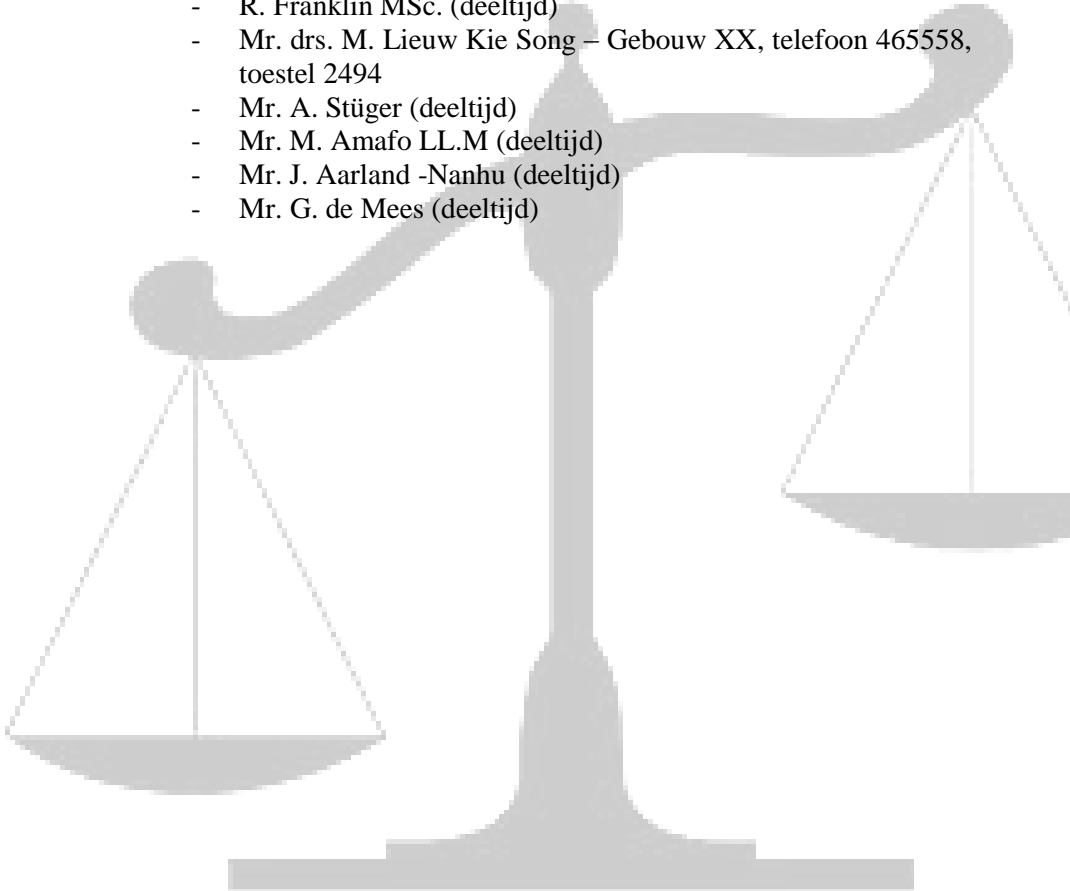 - R. Franklin MSc. (deeltijd)
- Mr. drs. M. Lieuw Kie Song – Gebouw XX, telefoon 465558,
toestel 2494
- Mr. A. Stüger (deeltijd)
- Mr. M. Amafo LL.M (deeltijd)
- Mr. J. Aarland -Nanhu (deeltijd)
- Mr. G. de Mees (deeltijd)